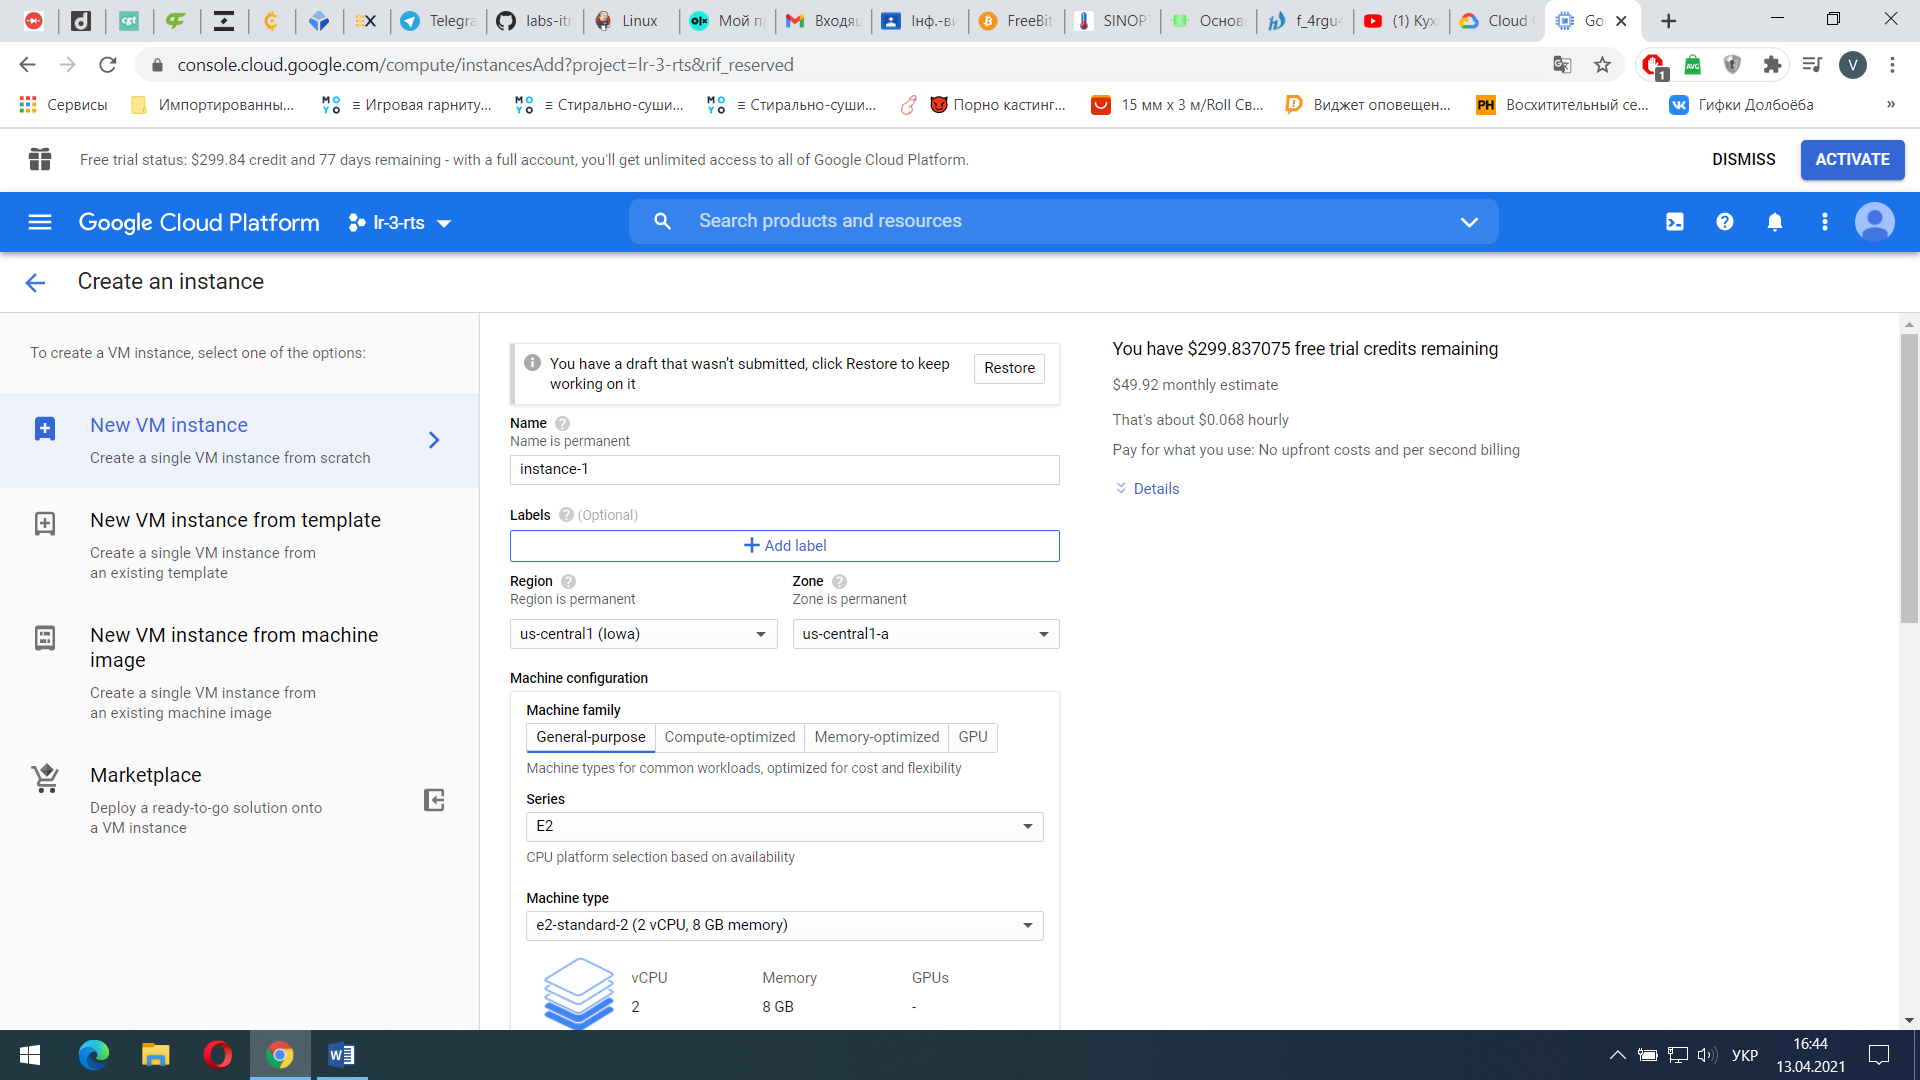 Telegra
labs-itr
Linux
Мой п
Входящ
Інф.-ви
FreeBit
SINOP
Основ
f_4rgu
(1) Кух
Cloud
Go
console.cloud.google.com/compute/instancesAdd?project=lr-3-rts&rif_reserved
1
V
Сервисы
Импортированны...
MOYO
≡ Игровая гарниту...
MOYO
≡ Стирально-суши...
MOYO
≡ Стирально-суши...
Порно кастинг...
15 мм x 3 м/Roll Св...
Виджет оповещен...
PH
Восхитительный се...
Гифки Долбоёба
»
Free trial status: $299.84 credit and 77 days remaining - with a full account, you'll get unlimited access to all of Google Cloud Platform.
DISMISS
ACTIVATE
Google Cloud Platform
lr-3-rts
Search products and resources
Create an instance
To create a VM instance, select one of the options:
New VM instance
Create a single VM instance from scratch
New VM instance from template
Create a single VM instance from
an existing template
New VM instance from machine
image
Create a single VM instance from
an existing machine image
Marketplace
Deploy a ready-to-go solution onto
a VM instance
You have a draft that wasn't submitted, click Restore to keep
working on it
Restore
Name
Name is permanent
instance-1
Labels (Optional)
Add label
Region
Region is permanent
us-central1 (Iowa)
Zone
Zone is permanent
us-central1-a
Machine configuration
Machine family
General-purpose
Compute-optimized
Memory-optimized
GPU
Machine types for common workloads, optimized for cost and flexibility
Series
E2
CPU platform selection based on availability
Machine type
e2-standard-2 (2 vCPU, 8 GB memory)
vCPU
Memory
GPUs
2
8 GB
-
You have $299.837075 free trial credits remaining
$49.92 monthly estimate
That's about $0.068 hourly
Pay for what you use: No upfront costs and per second billing
Details
УКР
16:44
13.04.2021